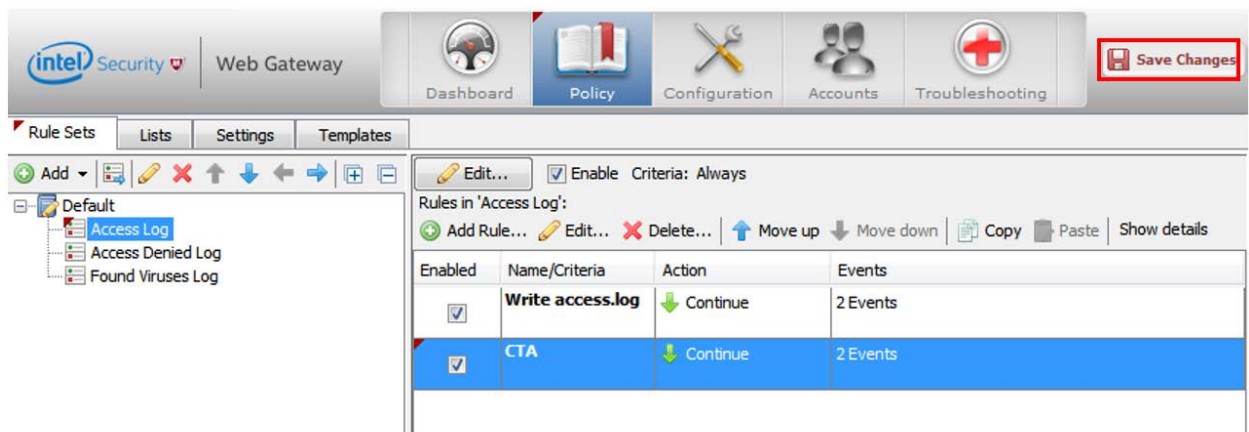 intel Security Web Gateway
Dashboard Policy Configuration Accounts Troubleshooting
Save Changes
Rule Sets Lists Settings Templates
Add
Default
Access Log
Access Denied Log
Found Viruses Log
Edit... Enable Criteria: Always
Rules in 'Access Log':
Add Rule... Edit... Delete... Move up Move down Copy Paste Show details
Enabled Name/Criteria Action Events
Write access.log Continue 2 Events
CTA Continue 2 Events